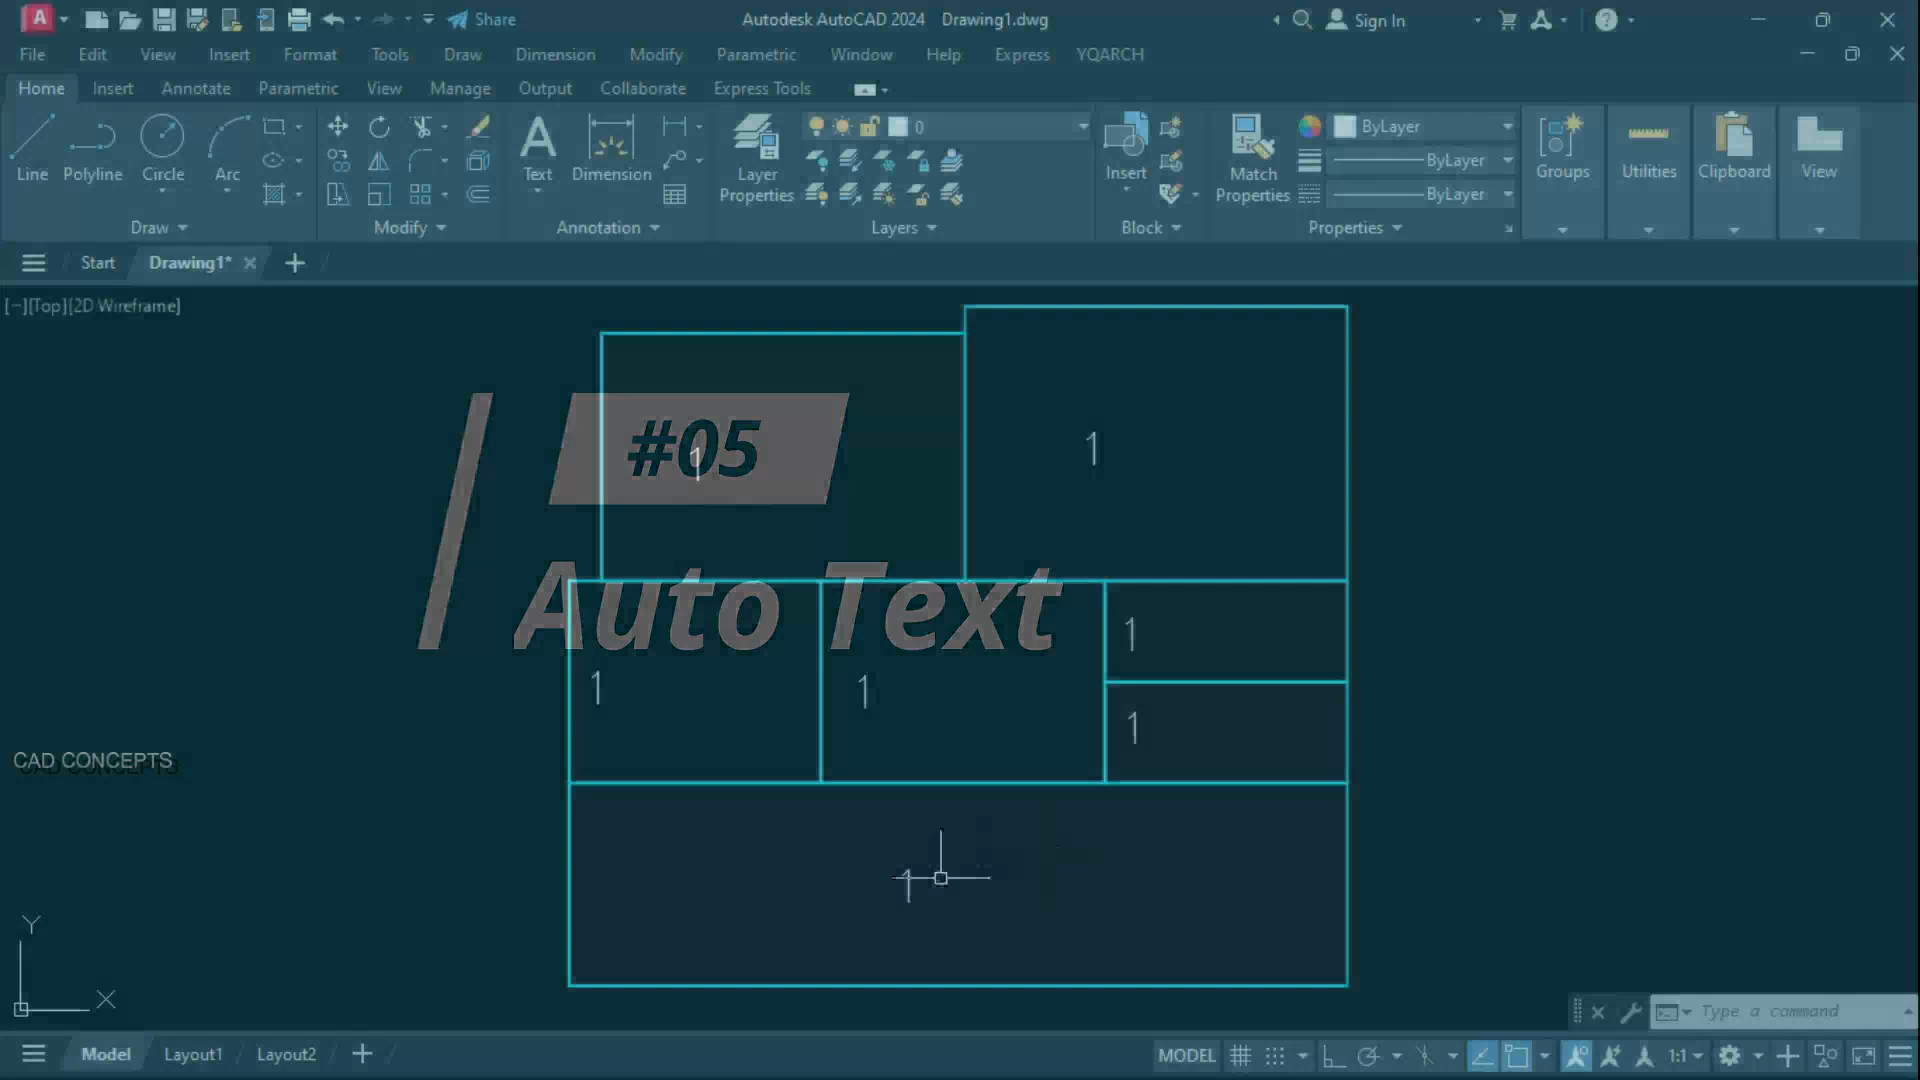 Share
Autodesk AutoCAD 2024 Drawing1.dwg
Sign In
File Edit View Insert Format Tools Draw Dimension Modify Parametric Window Help Express YQARCH
Home Insert Annotate Parametric View Manage Output Collaborate Express Tools
0
ByLayer
Line Polyline Circle Arc
Text Dimension
Layer Properties
Insert
Match Properties
ByLayer
ByLayer
Groups Utilities Clipboard View
Draw Modify Annotation Layers Block Properties
Start Drawing1* 
[−][Top][2D Wireframe]
#05
1
1
Auto Text
1
1
1
1
CAD CONCEPTS
1
Y
X
Type a command
Model Layout1 Layout2
MODEL
1:1